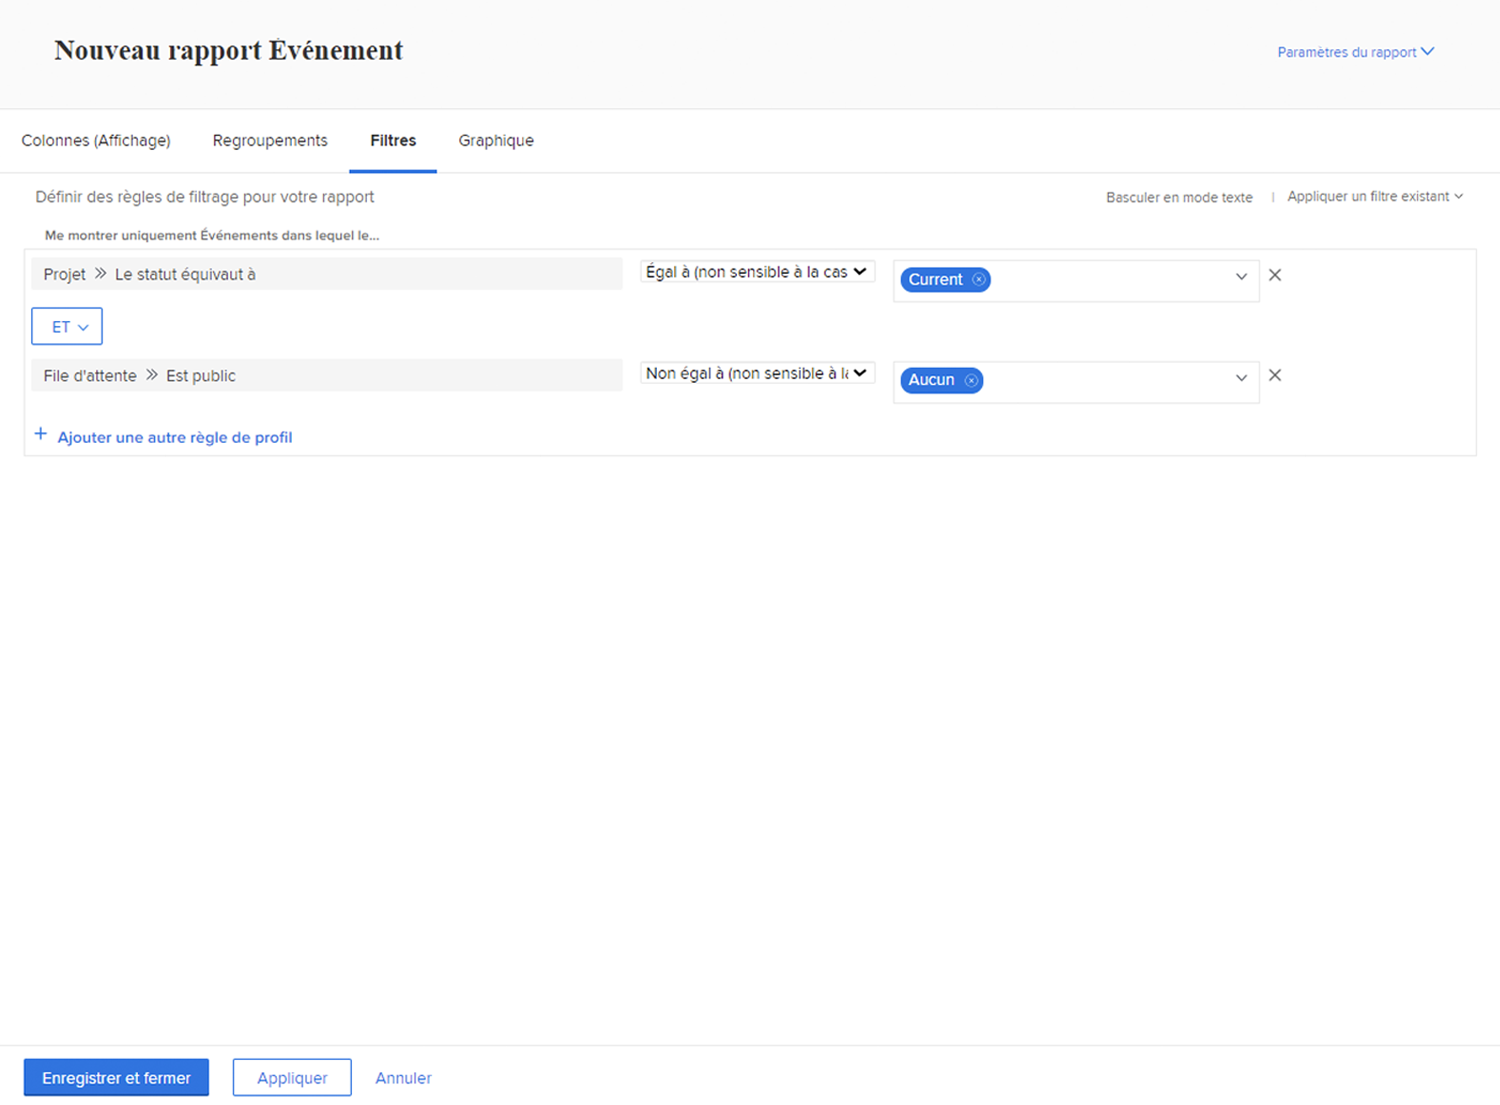 Nouveau rapport Événement
Paramètres du rapport
Colonnes (Affichage) Regroupements Filtres Graphique
Définir des règles de filtrage pour votre rapport
Basculer en mode texte | Appliquer un filtre existant
Me montrer uniquement Événements dans lequel le...
Projet » Le statut équivaut à Égal à (non sensible à la cas Current
ET
File d'attente » Est public Non égal à (non sensible à la Aucun
+ Ajouter une autre règle de profil
Enregistrer et fermer Appliquer Annuler